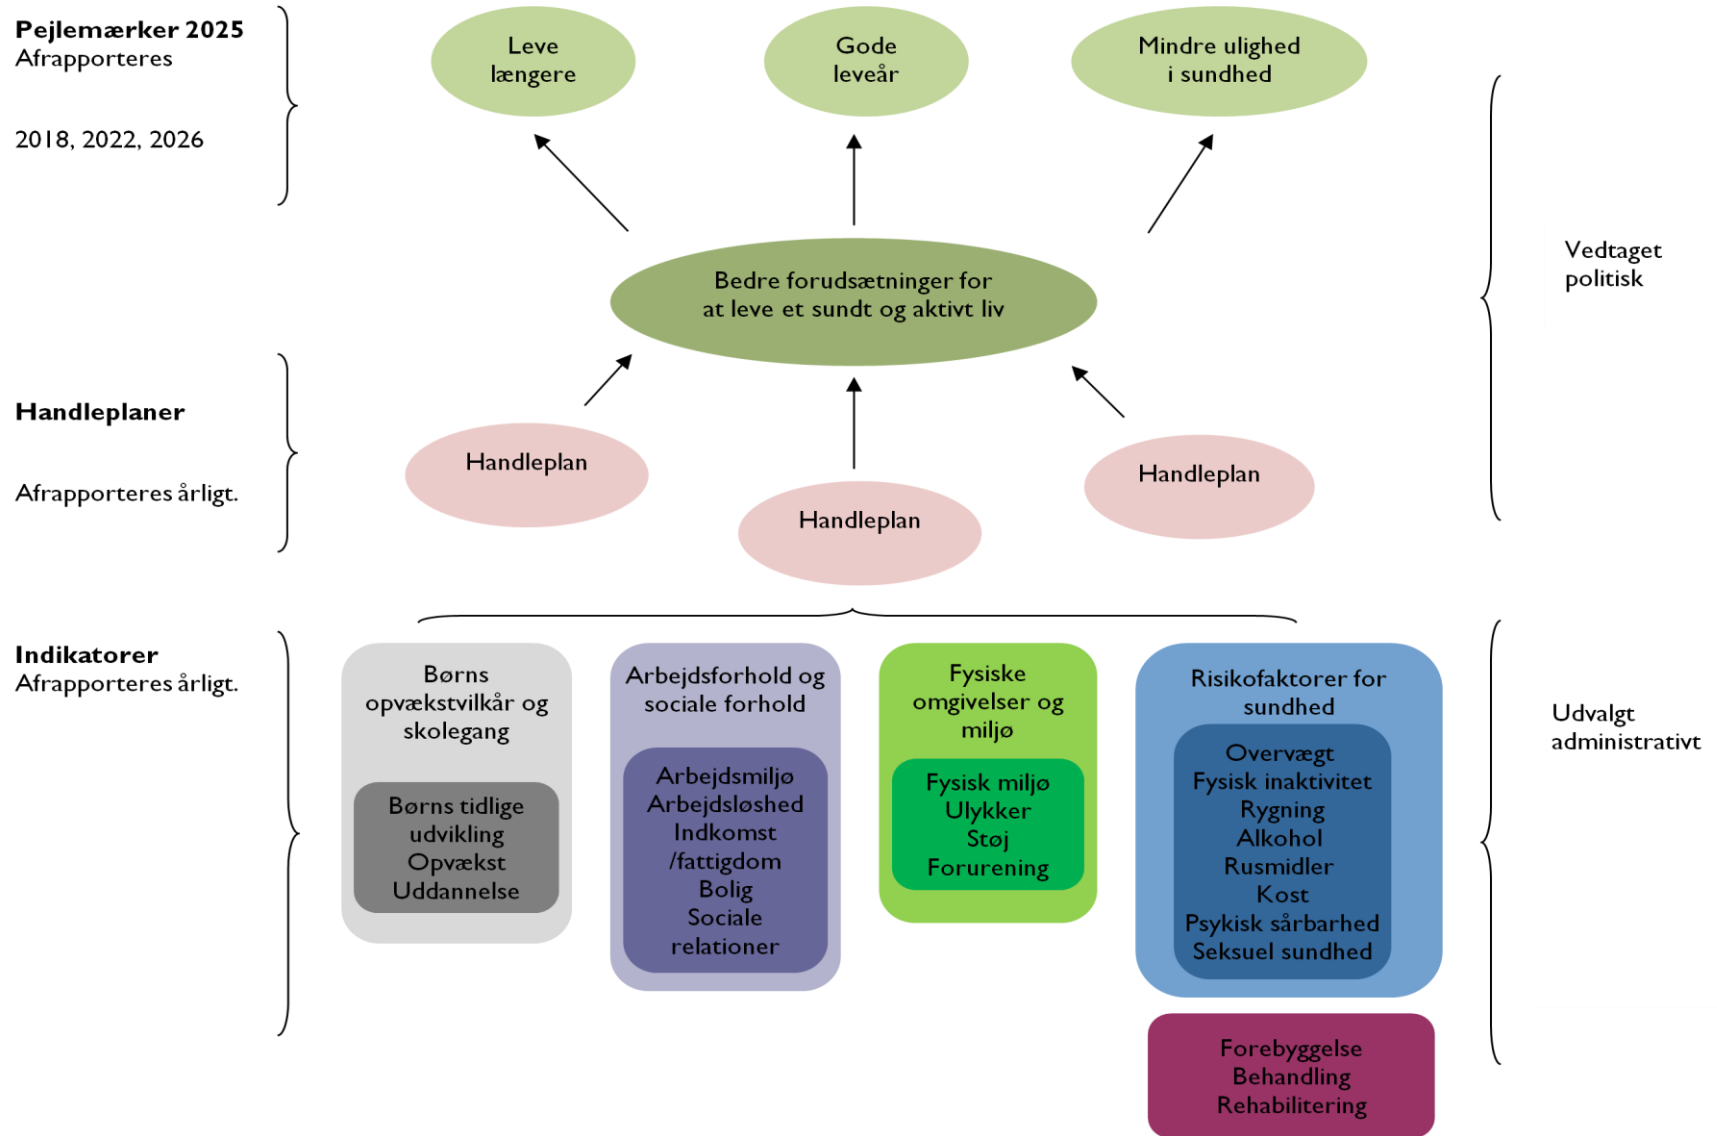 Pejlemærker 2025
Afrapporteres
2018, 2022, 2026
Leve
længere
Gode
leveår
Mindre ulighed
i sundhed
Bedre forudsætninger for
at leve et sundt og aktivt liv
Vedtaget
politisk
Handleplaner
Afrapporteres årligt.
Handleplan
Handleplan
Handleplan
Indikatorer
Afrapporteres årligt.
Børns
opvækstvilkår og
skolegang
Børns tidlige
udvikling
Opvækst
Uddannelse
Arbejdsforhold og
sociale forhold
Arbejdsmiljø
Arbejdsløshed
Indkomst
/fattigdom
Bolig
Sociale
relationer
Fysiske
omgivelser og
miljø
Fysisk miljø
Ulykker
Støj
Forurening
Risikofaktorer for
sundhed
Overvægt
Fysisk inaktivitet
Rygning
Alkohol
Rusmidler
Kost
Psykisk sårbarhed
Seksuel sundhed
Forebyggelse
Behandling
Rehabilitering
Udvalgt
administrativt